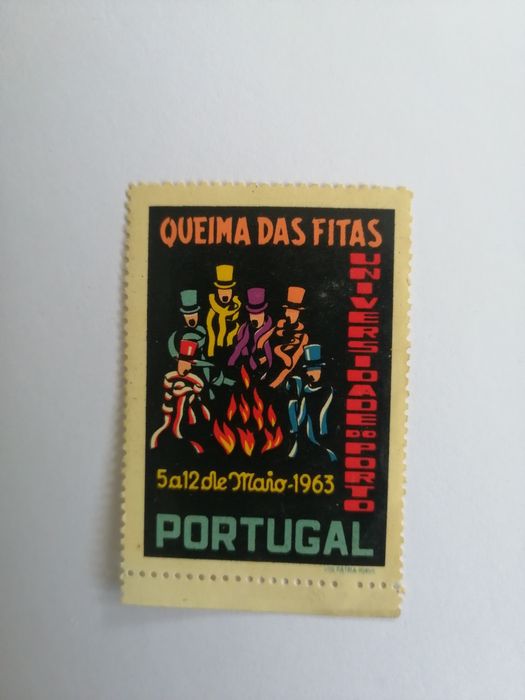 QUEIMA DAS FITAS
UNIVERSIDADE DO PORTO
5 a 12 de Maio - 1963
PORTUGAL